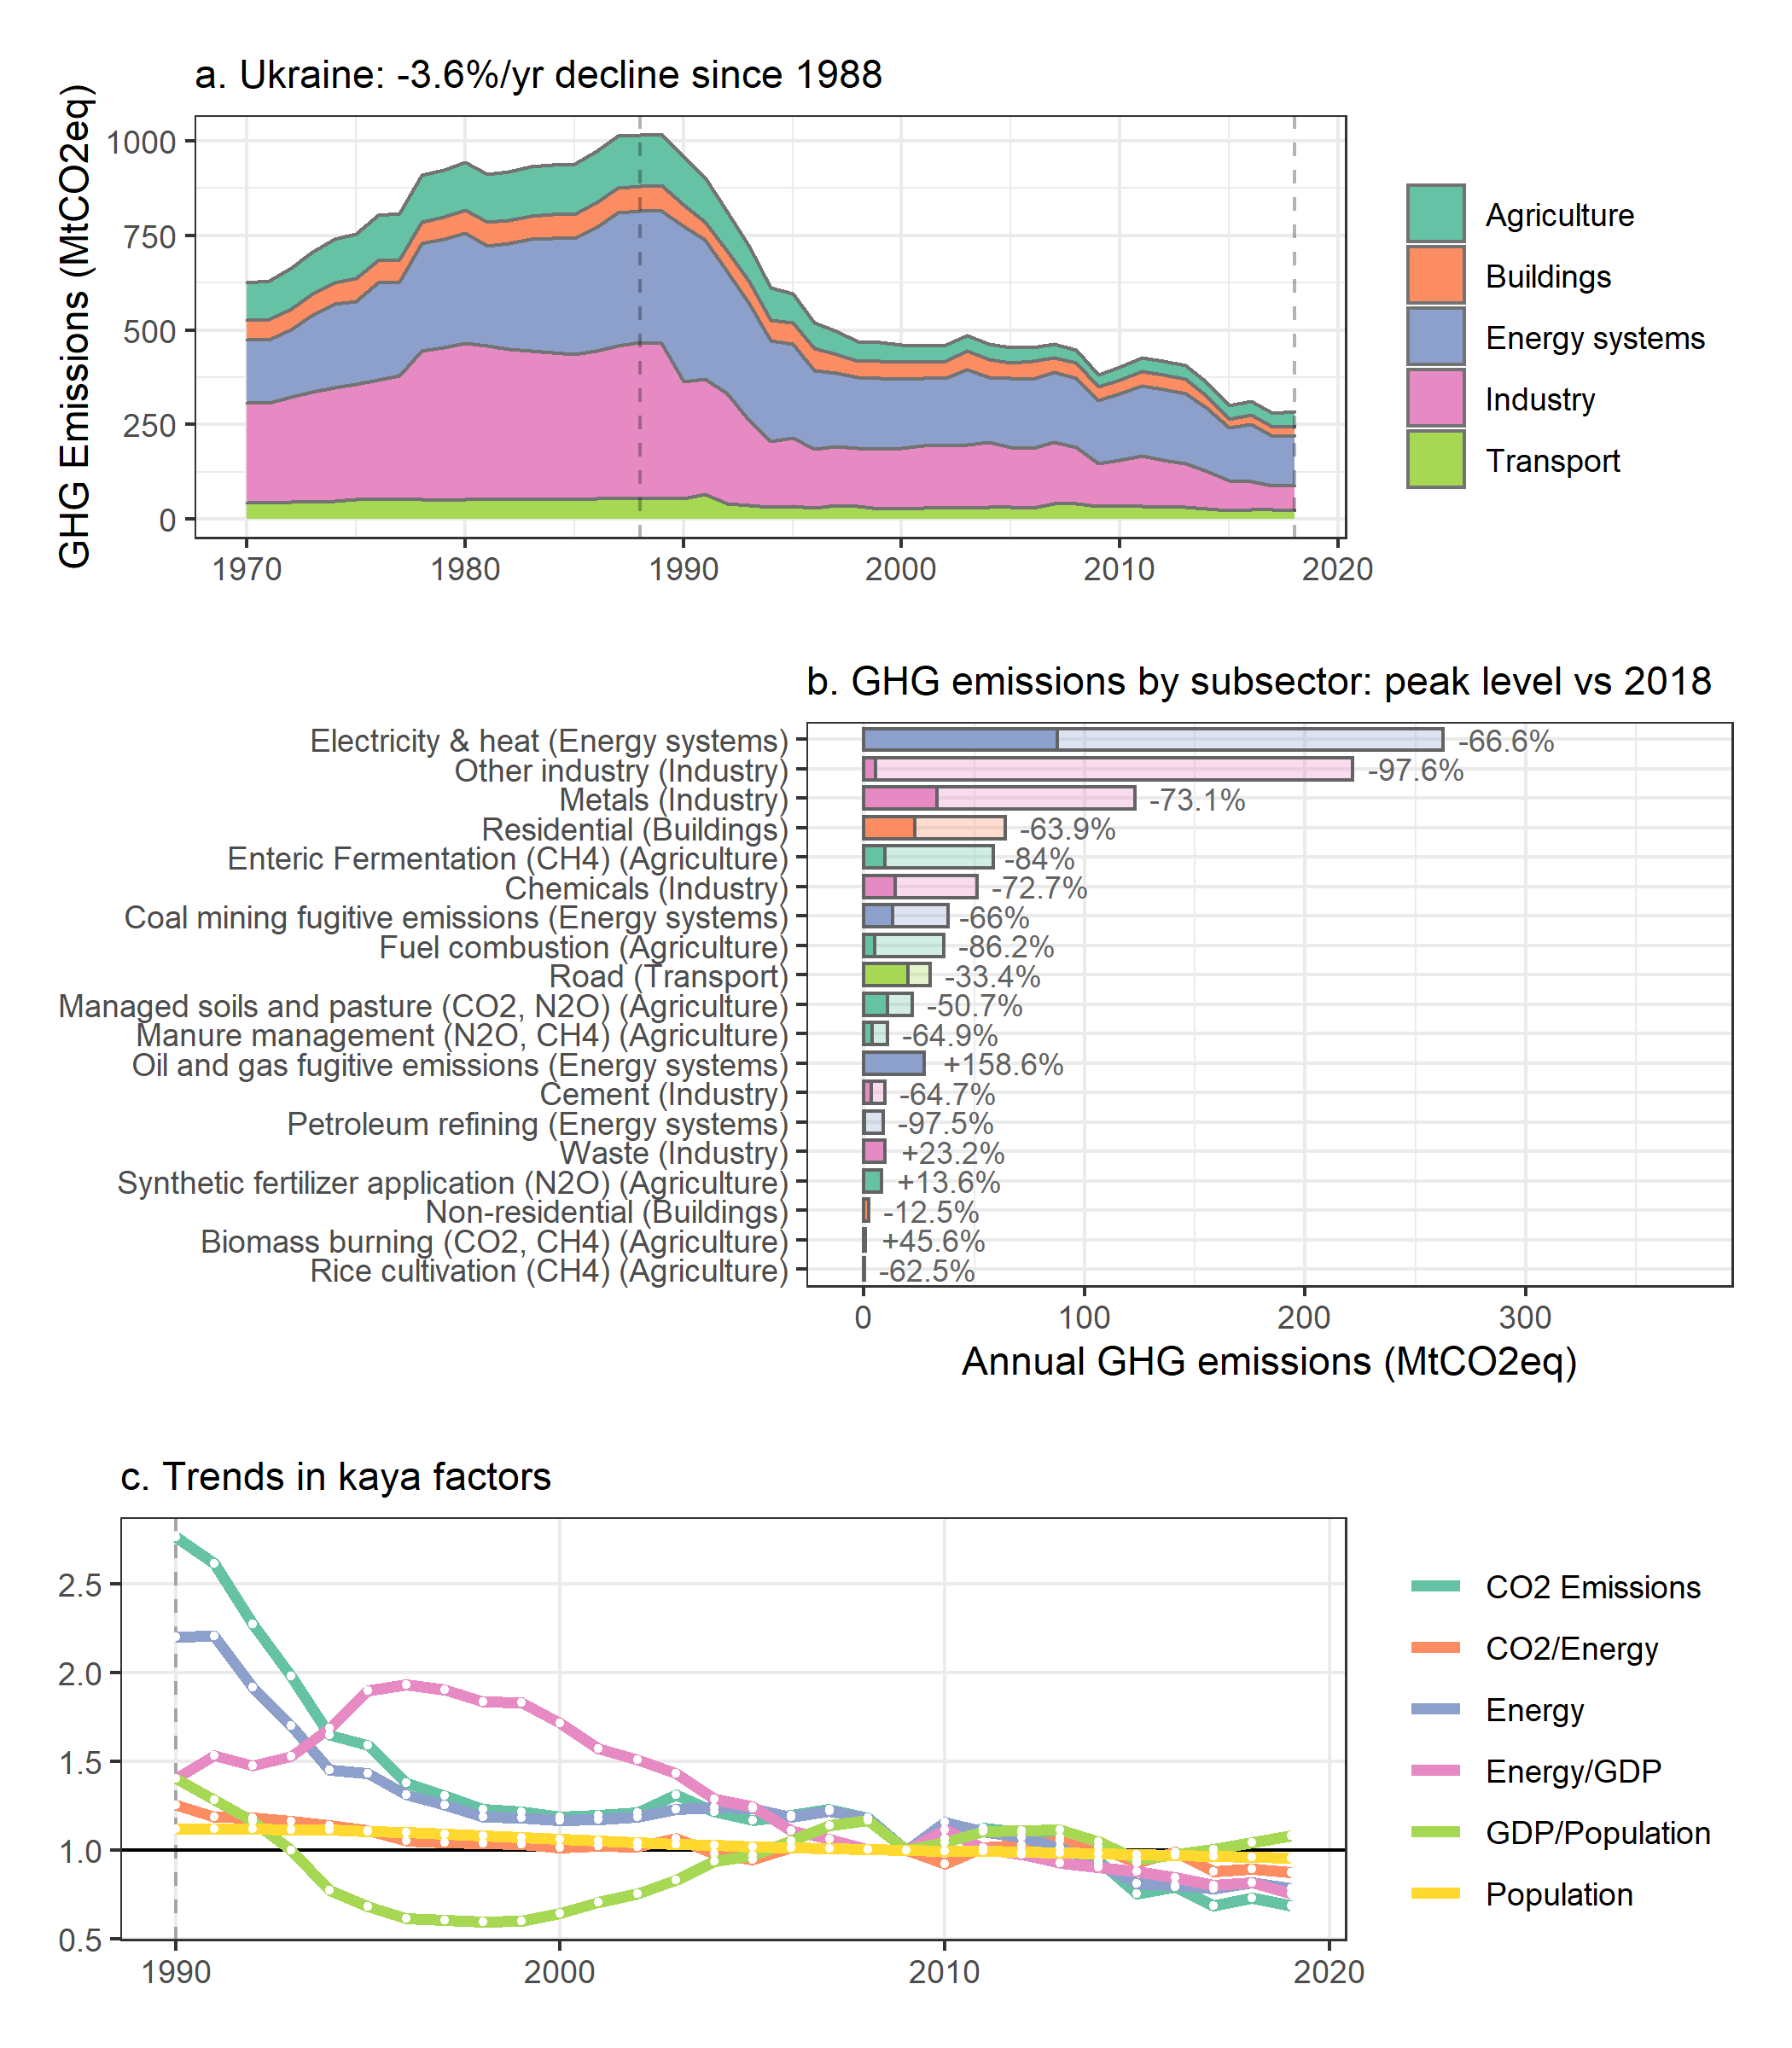 a. Ukraine: -3.6%/yr decline since 1988
GHG Emissions (MtCO2eq)
1000
750
500
250
0
1970 1980 1990 2000 2010 2020
Agriculture
Buildings
Energy systems
Industry
Transport
b. GHG emissions by subsector: peak level vs 2018
Electricity & heat (Energy systems) -66.6%
Other industry (Industry) -97.6%
Metals (Industry) -73.1%
Residential (Buildings) -63.9%
Enteric Fermentation (CH4) (Agriculture) -84%
Chemicals (Industry) -72.7%
Coal mining fugitive emissions (Energy systems) -66%
Fuel combustion (Agriculture) -86.2%
Road (Transport) -33.4%
Managed soils and pasture (CO2, N2O) (Agriculture) -50.7%
Manure management (N2O, CH4) (Agriculture) -64.9%
Oil and gas fugitive emissions (Energy systems) +158.6%
Cement (Industry) -64.7%
Petroleum refining (Energy systems) -97.5%
Waste (Industry) +23.2%
Synthetic fertilizer application (N2O) (Agriculture) +13.6%
Non-residential (Buildings) -12.5%
Biomass burning (CO2, CH4) (Agriculture) +45.6%
Rice cultivation (CH4) (Agriculture) -62.5%
0 100 200 300
Annual GHG emissions (MtCO2eq)
c. Trends in kaya factors
2.5
2.0
1.5
1.0
0.5
1990 2000 2010 2020
CO2 Emissions
CO2/Energy
Energy
Energy/GDP
GDP/Population
Population